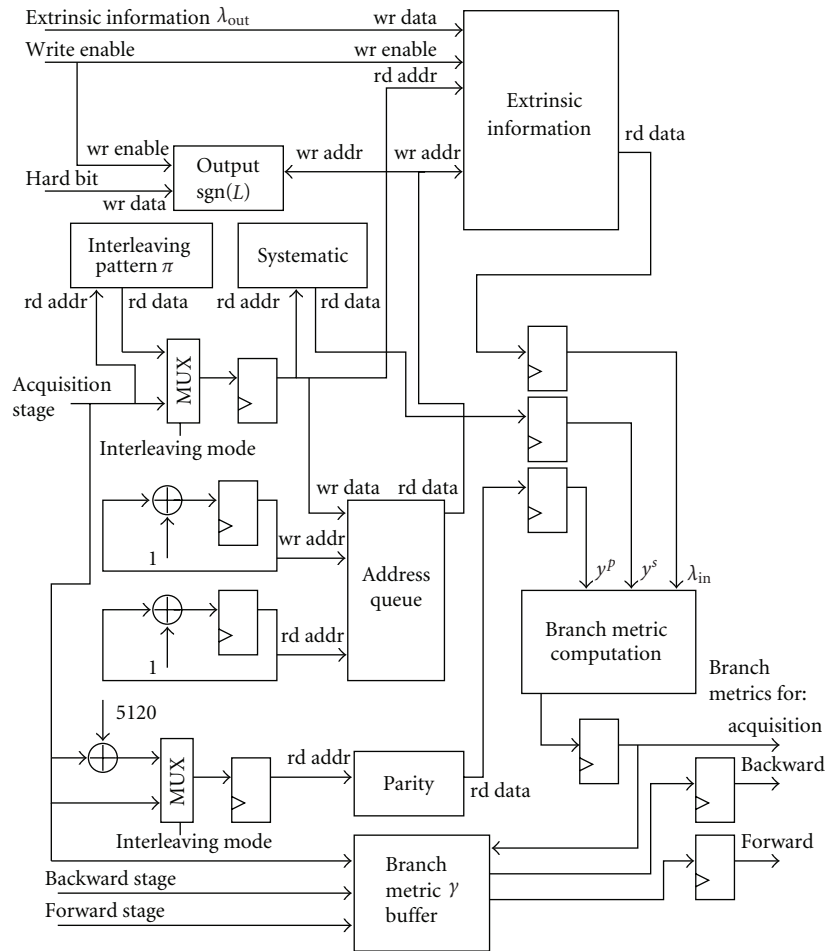 Extrinsic information λout
wr data
Write enable
wr enable
rd addr
Extrinsic
information
rd data
wr enable
Output
sgn(L)
wr addr
wr addr
Hard bit
wr data
Interleaving
pattern π
Systematic
rd addr
rd data
rd addr
rd data
MUX
Acquisition
stage
Interleaving mode
wr data
rd data
wr addr
1
Address
queue
rd addr
1
y^p
y^s
λin
Branch metric
computation
Branch
metrics for:
acquisition
5120
MUX
rd addr
Parity
rd data
Backward
Interleaving mode
Forward
Branch
metric γ
buffer
Backward stage
Forward stage